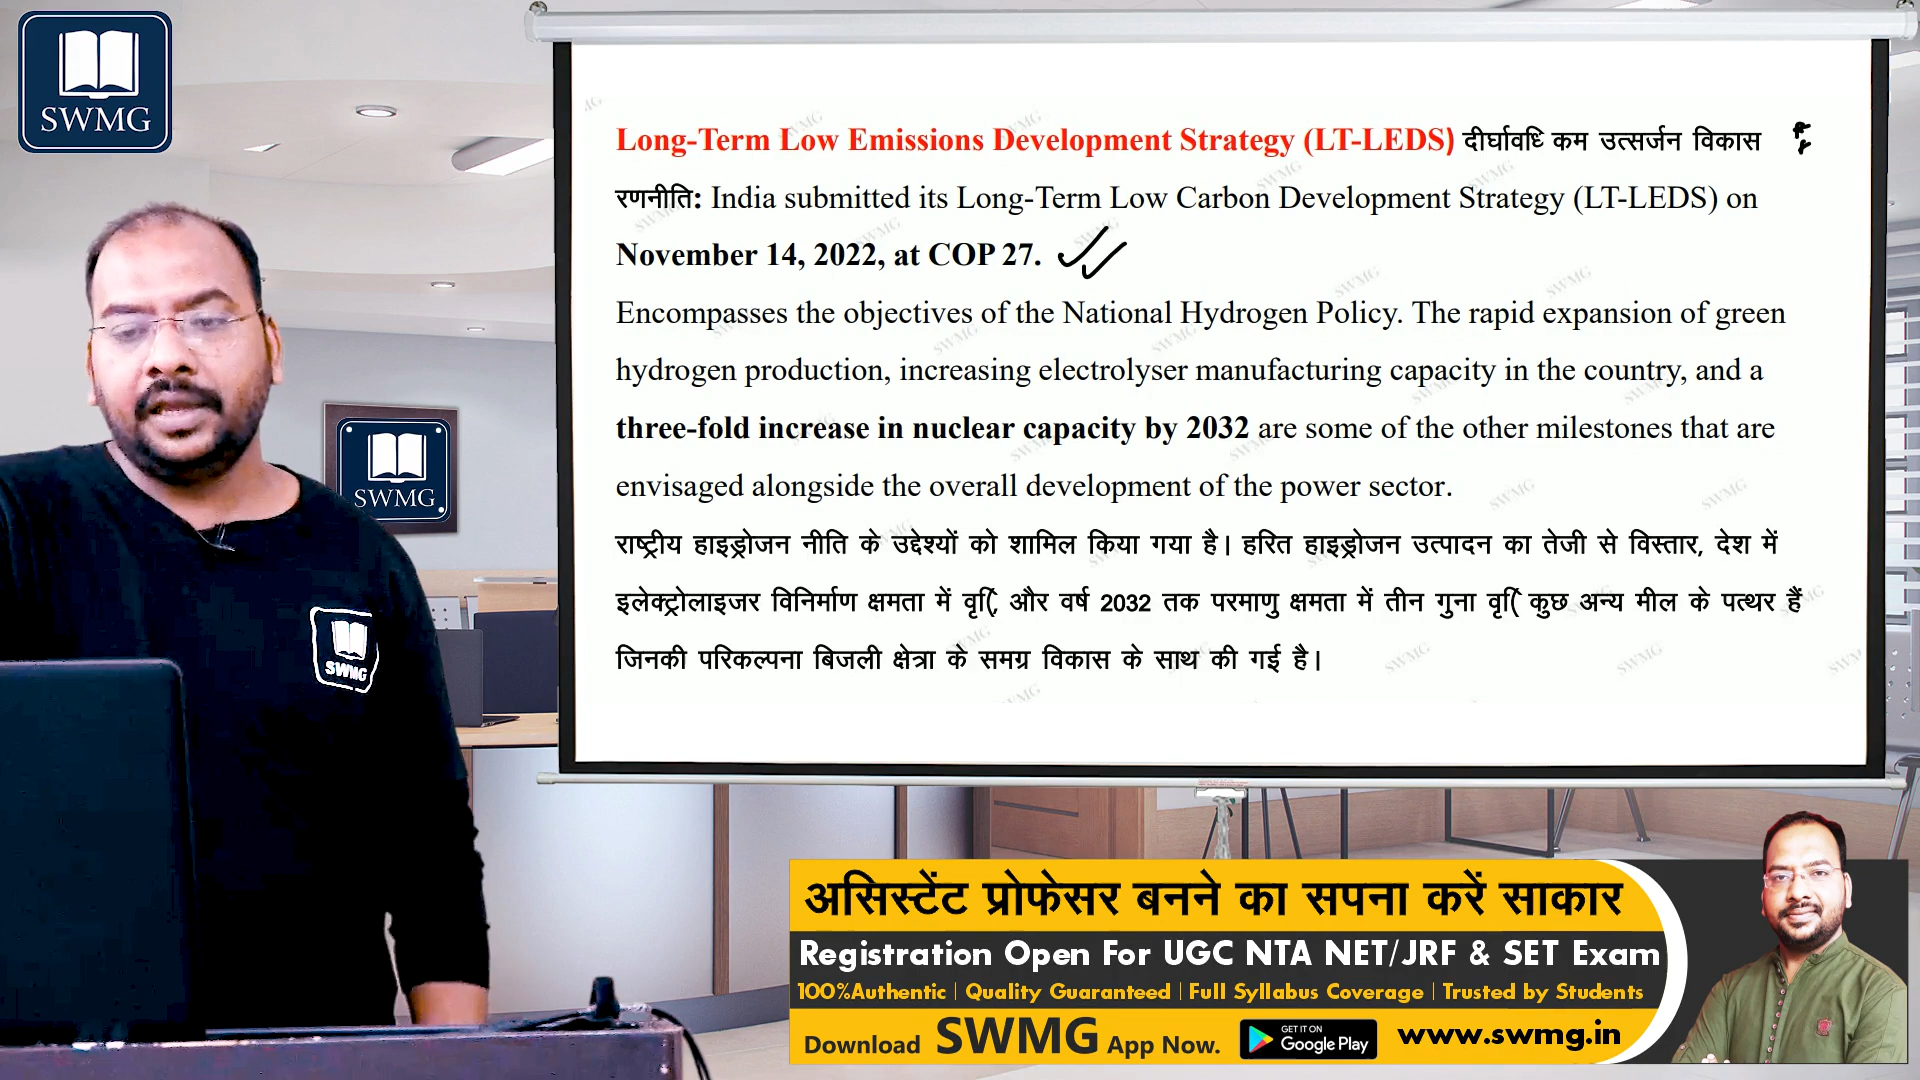 SWMG
Long-Term Low Emissions Development Strategy (LT-LEDS) दीर्घावधि कम उत्सर्जन विकास
रणनीति: India submitted its Long-Term Low Carbon Development Strategy (LT-LEDS) on
November 14, 2022, at COP 27.
Encompasses the objectives of the National Hydrogen Policy. The rapid expansion of green
hydrogen production, increasing electrolyser manufacturing capacity in the country, and a
three-fold increase in nuclear capacity by 2032 are some of the other milestones that are
envisaged alongside the overall development of the power sector.
राष्ट्रीय हाइड्रोजन नीति के उद्देश्यों को शामिल किया गया है। हरित हाइड्रोजन उत्पादन का तेजी से विस्तार, देश में
इलेक्ट्रोलाइजर विनिर्माण क्षमता में और वर्ष 2032 तक परमाणु क्षमता में तीन गुना कुछ अन्य मील के पत्थर हैं
जिनकी परिकल्पना बिजली क्षेत्रा के समग्र विकास के साथ की गई है।
SWMG
SWMG
असिस्टेंट प्रोफेसर बनने का सपना करें साकार
Registration Open For UGC NTA NET/JRF & SET Exam
100%Authentic | Quality Guaranteed | Full Syllabus Coverage | Trusted by Students
Download SWMG App Now. GET IT ON Google Play www.swmg.in